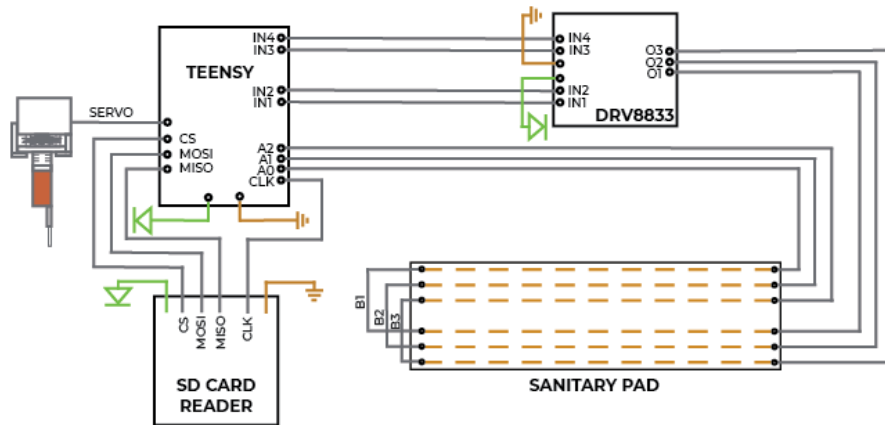 TEENSY
IN4
IN3
IN2
IN1
A2
A1
A0
CLK
SERVO
CS
MOSI
MISO
IN4
IN3
IN2
IN1
O3
O2
O1
DRV8833
CS
MOSI
MISO
CLK
SD CARD
READER
B1
B2
B3
SANITARY PAD